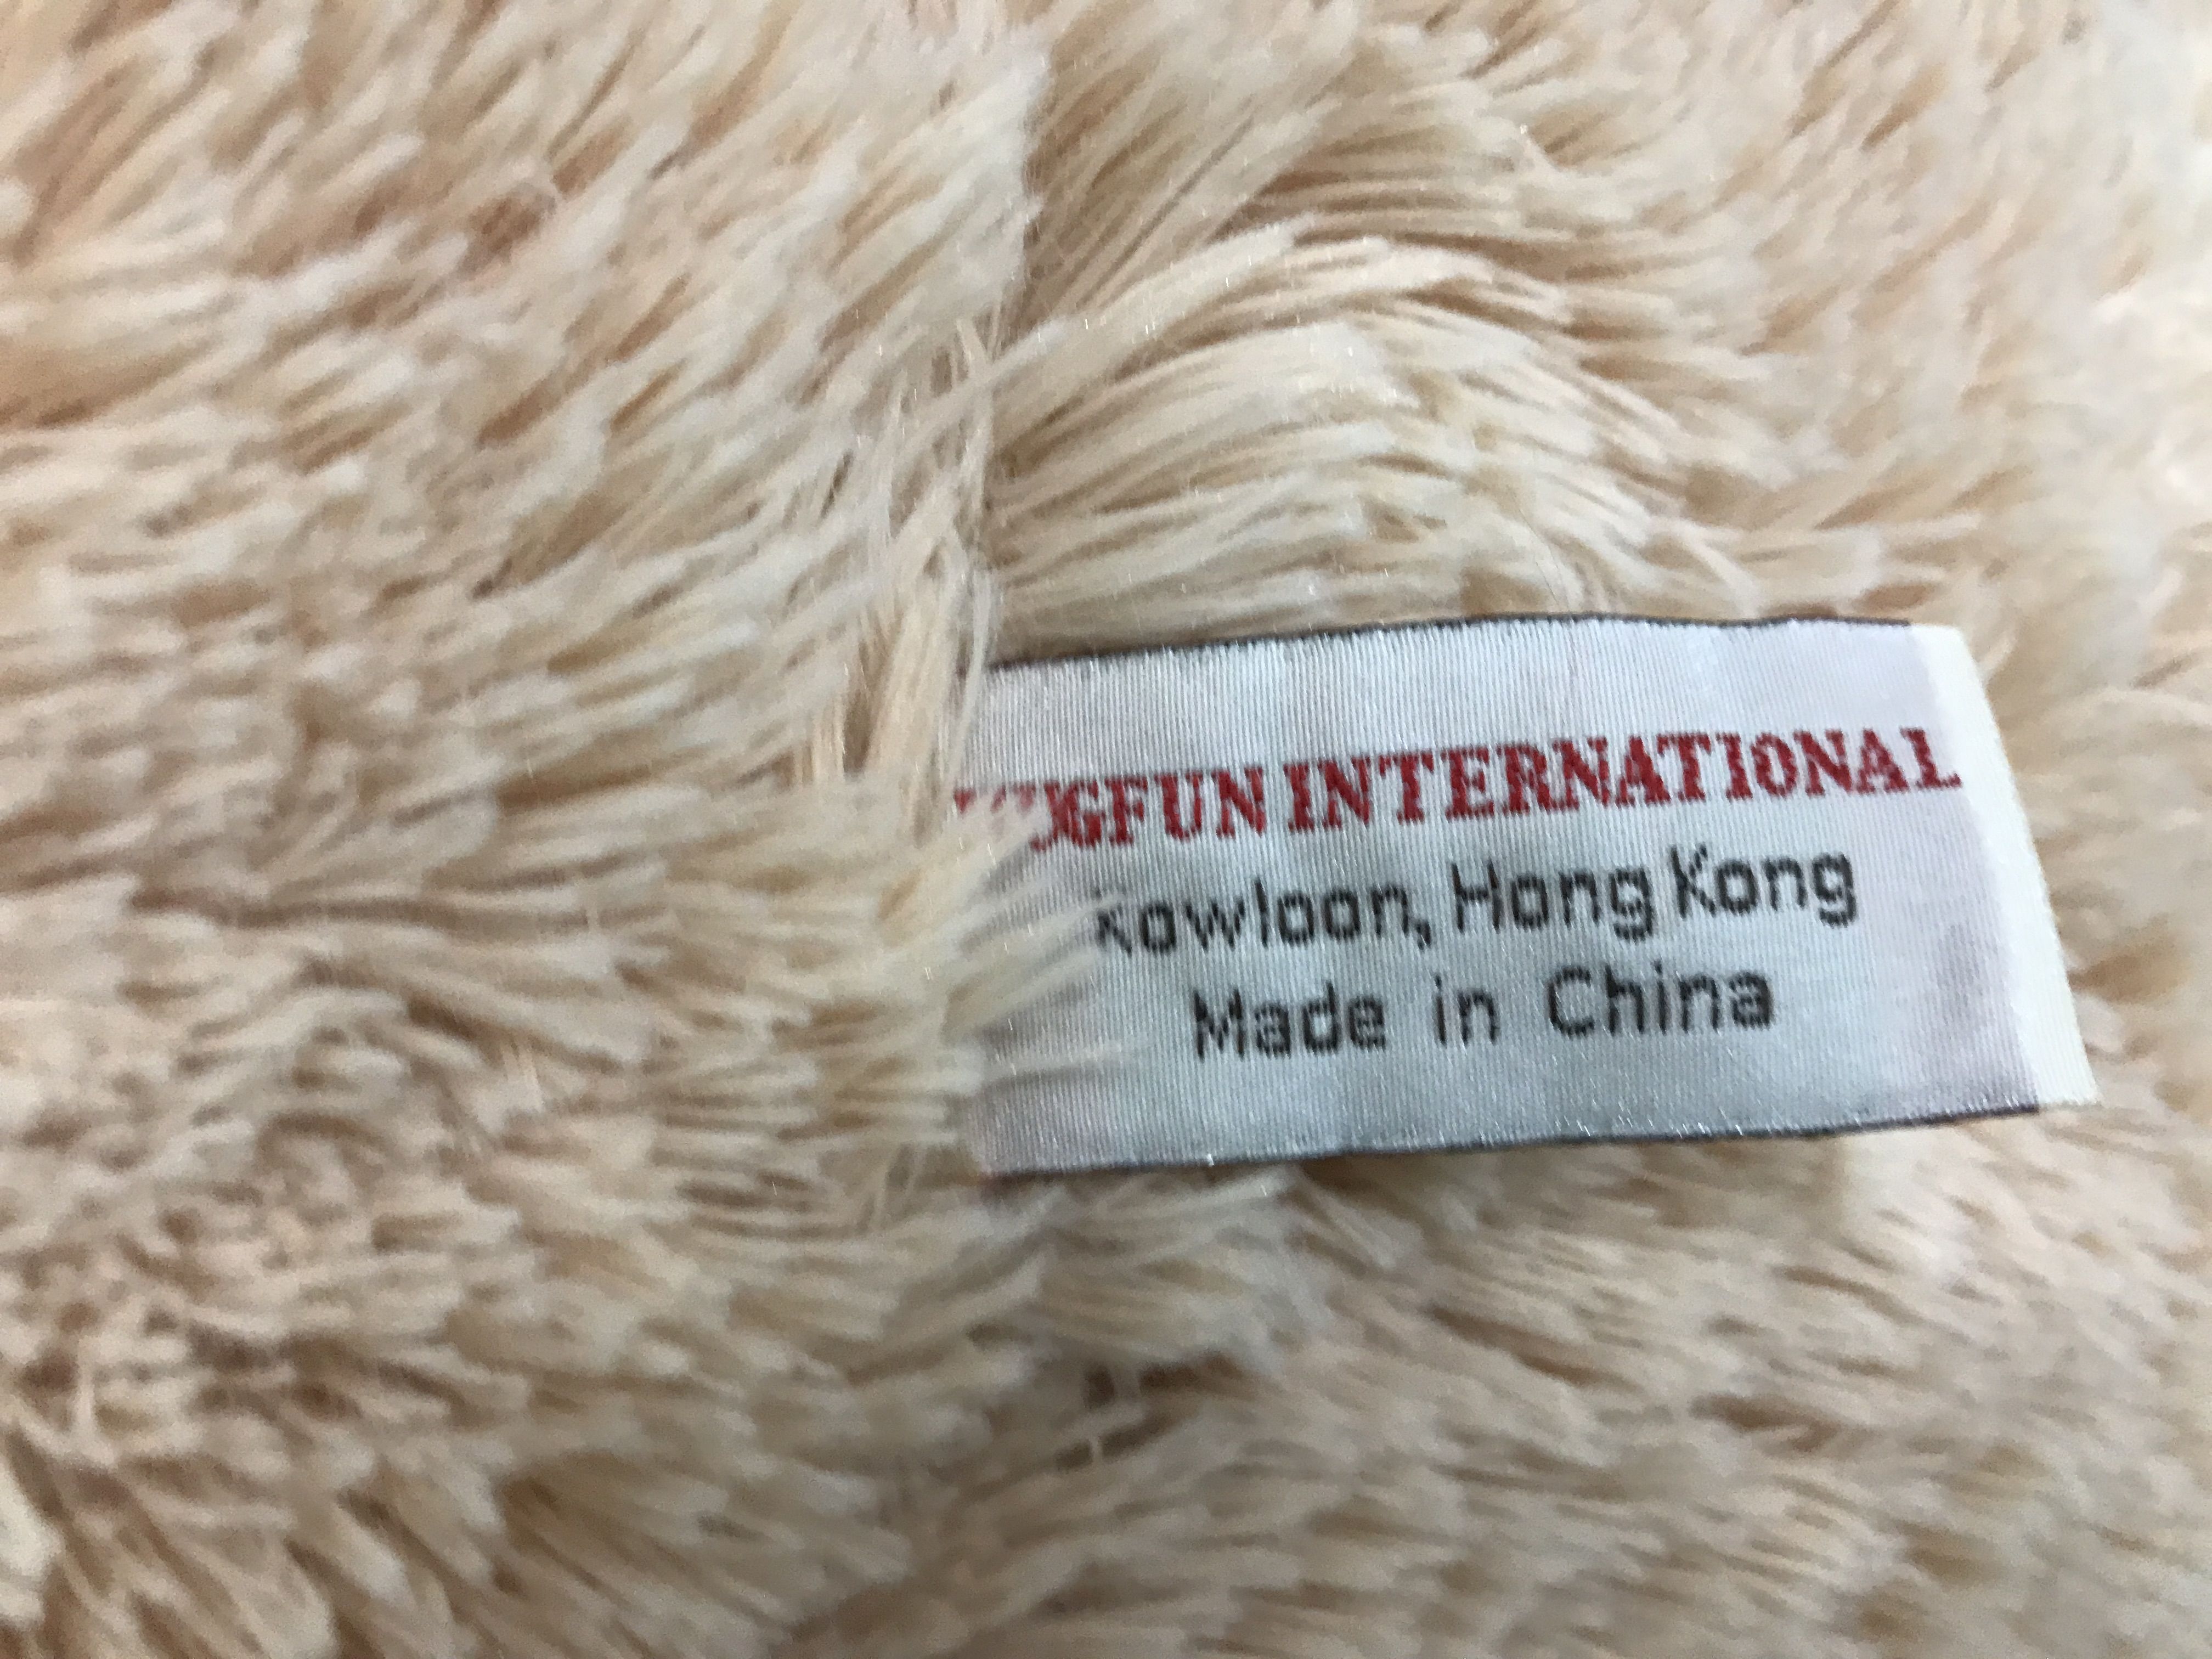 INTERNATIONAL
Kowloon, Hong Kong
Made in China